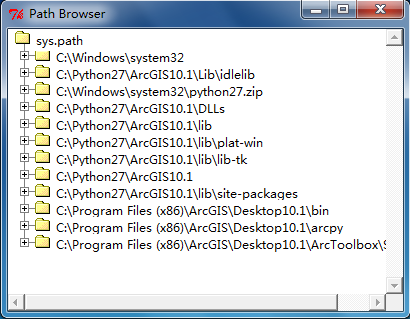 Path Browser
sys.path
C:\Windows\system32
C:\Python27\ArcGIS10.1\Lib\idlelib
C:\Windows\system32\python27.zip
C:\Python27\ArcGIS10.1\DLLs
C:\Python27\ArcGIS10.1\lib
C:\Python27\ArcGIS10.1\lib\plat-win
C:\Python27\ArcGIS10.1\lib\lib-tk
C:\Python27\ArcGIS10.1
C:\Python27\ArcGIS10.1\lib\site-packages
C:\Program Files (x86)\ArcGIS\Desktop10.1\bin
C:\Program Files (x86)\ArcGIS\Desktop10.1\arcpy
C:\Program Files (x86)\ArcGIS\Desktop10.1\ArcToolbox\S